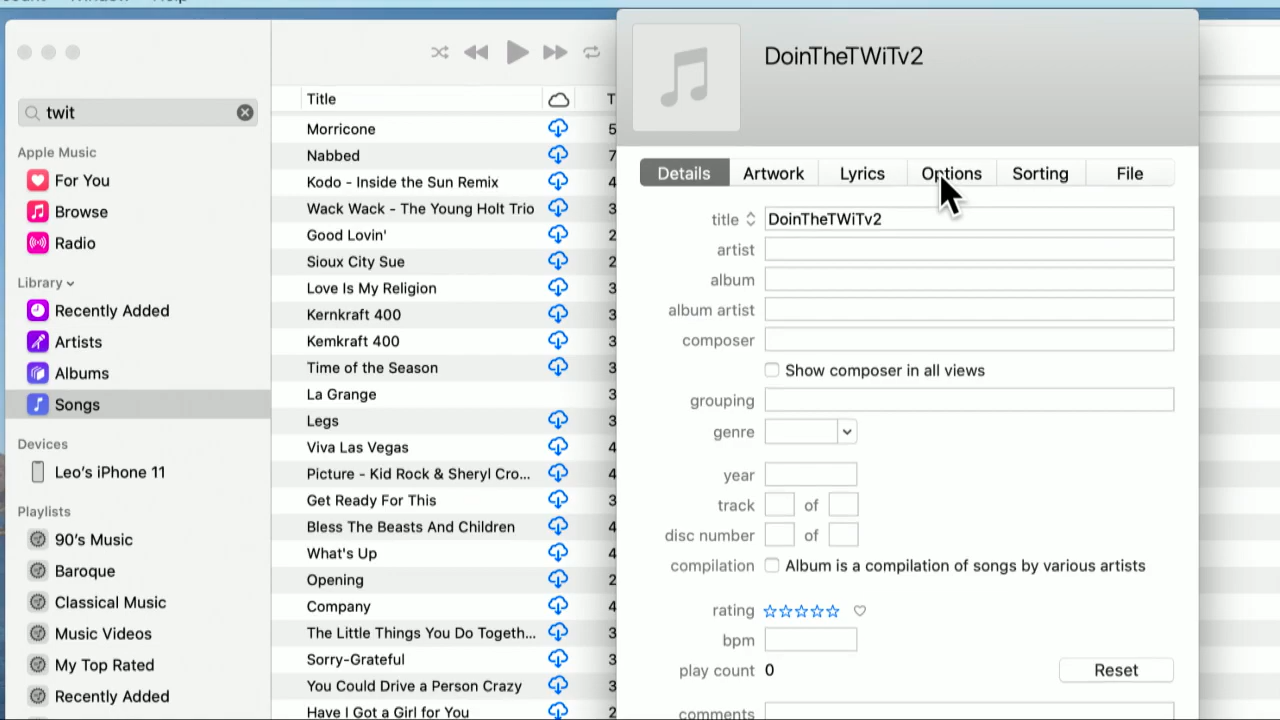 twit
Apple Music
For You
Browse
Radio
Library
Recently Added
Artists
Albums
Songs
Devices
Leo's iPhone 11
Playlists
90's Music
Baroque
Classical Music
Music Videos
My Top Rated
Recently Added
Title
Morricone
Nabbed
Kodo - Inside the Sun Remix
Wack Wack - The Young Holt Trio
Good Lovin'
Sioux City Sue
Love Is My Religion
Kernkraft 400
Kemkraft 400
Time of the Season
La Grange
Legs
Viva Las Vegas
Picture - Kid Rock & Sheryl Cro...
Get Ready For This
Bless The Beasts And Children
What's Up
Opening
Company
The Little Things You Do Togeth...
Sorry-Grateful
You Could Drive a Person Crazy
Have I Got a Girl for You
DoinTheTWiTv2
Details Artwork Lyrics Options Sorting File
title DoinTheTWiTv2
artist
album
album artist
composer
Show composer in all views
grouping
genre
year
track of
disc number of
compilation Album is a compilation of songs by various artists
rating
bpm
play count 0 Reset
comments